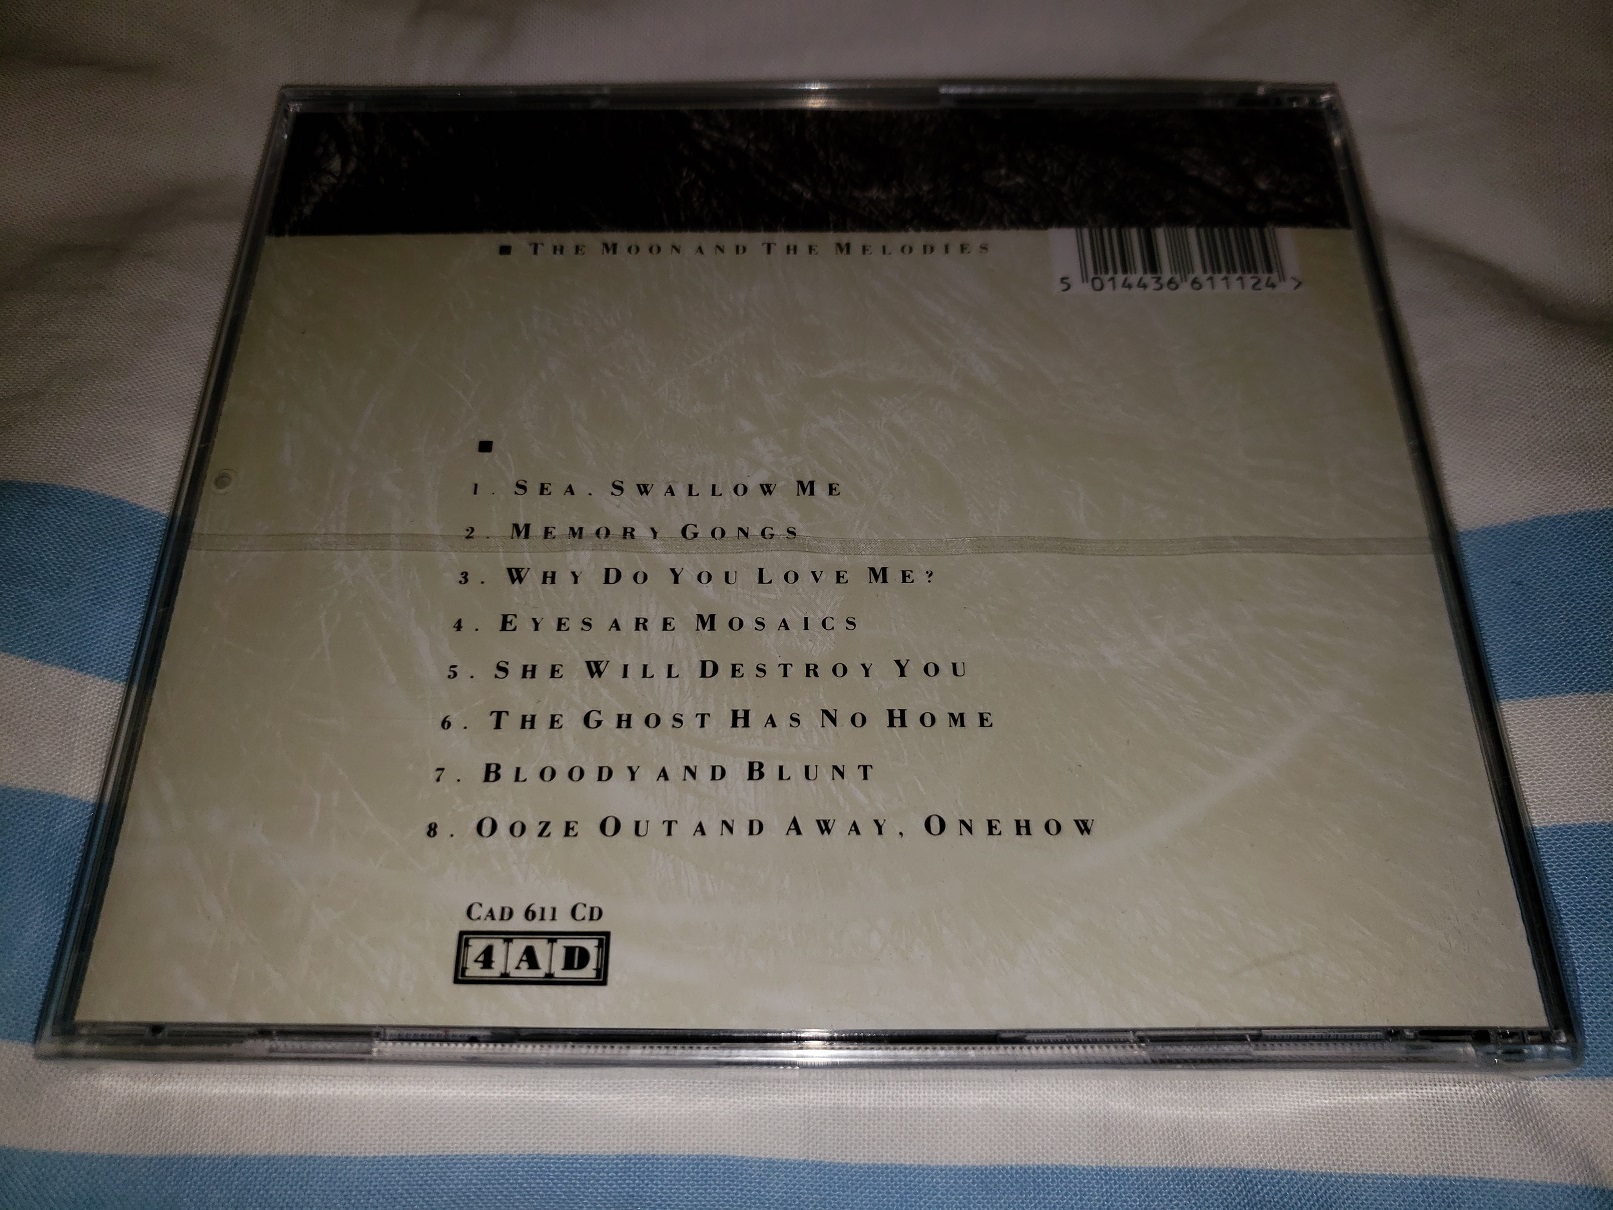 ■ THE MOON AND THE MELODIES
5 014436 611124 >
■
1. SEA, SWALLOW ME
2. MEMORY GONGS
3. WHY DO YOU LOVE ME?
4. EYES ARE MOSAICS
5. SHE WILL DESTROY YOU
6. THE GHOST HAS NO HOME
7. BLOODY AND BLUNT
8. OOZE OUT AND AWAY, ONEHOW
CAD 611 CD
4AD